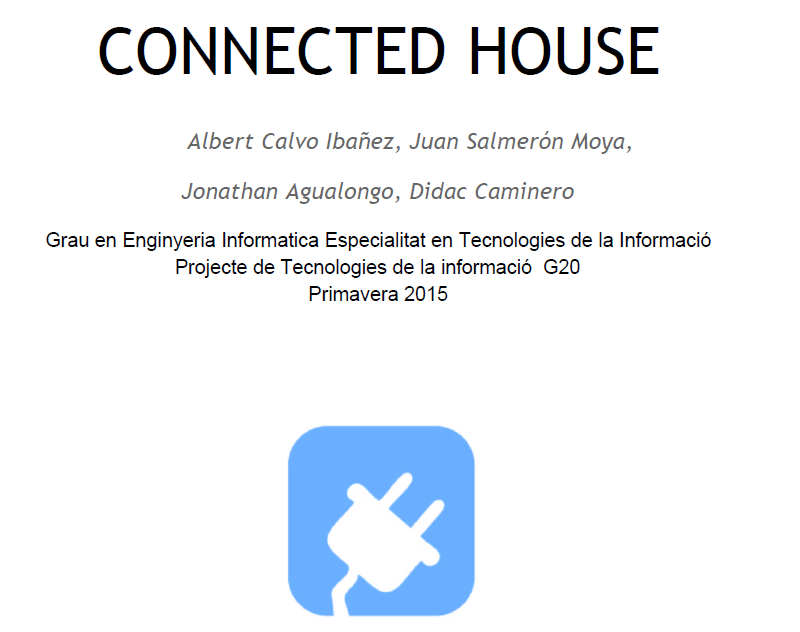 CONNECTED HOUSE
Albert Calvo Ibañez, Juan Salmerón Moya,
Jonathan Agualongo, Didac Caminero
Grau en Enginyeria Informatica Especialitat en Tecnologies de la Informació
Projecte de Tecnologies de la informació  G20
Primavera 2015